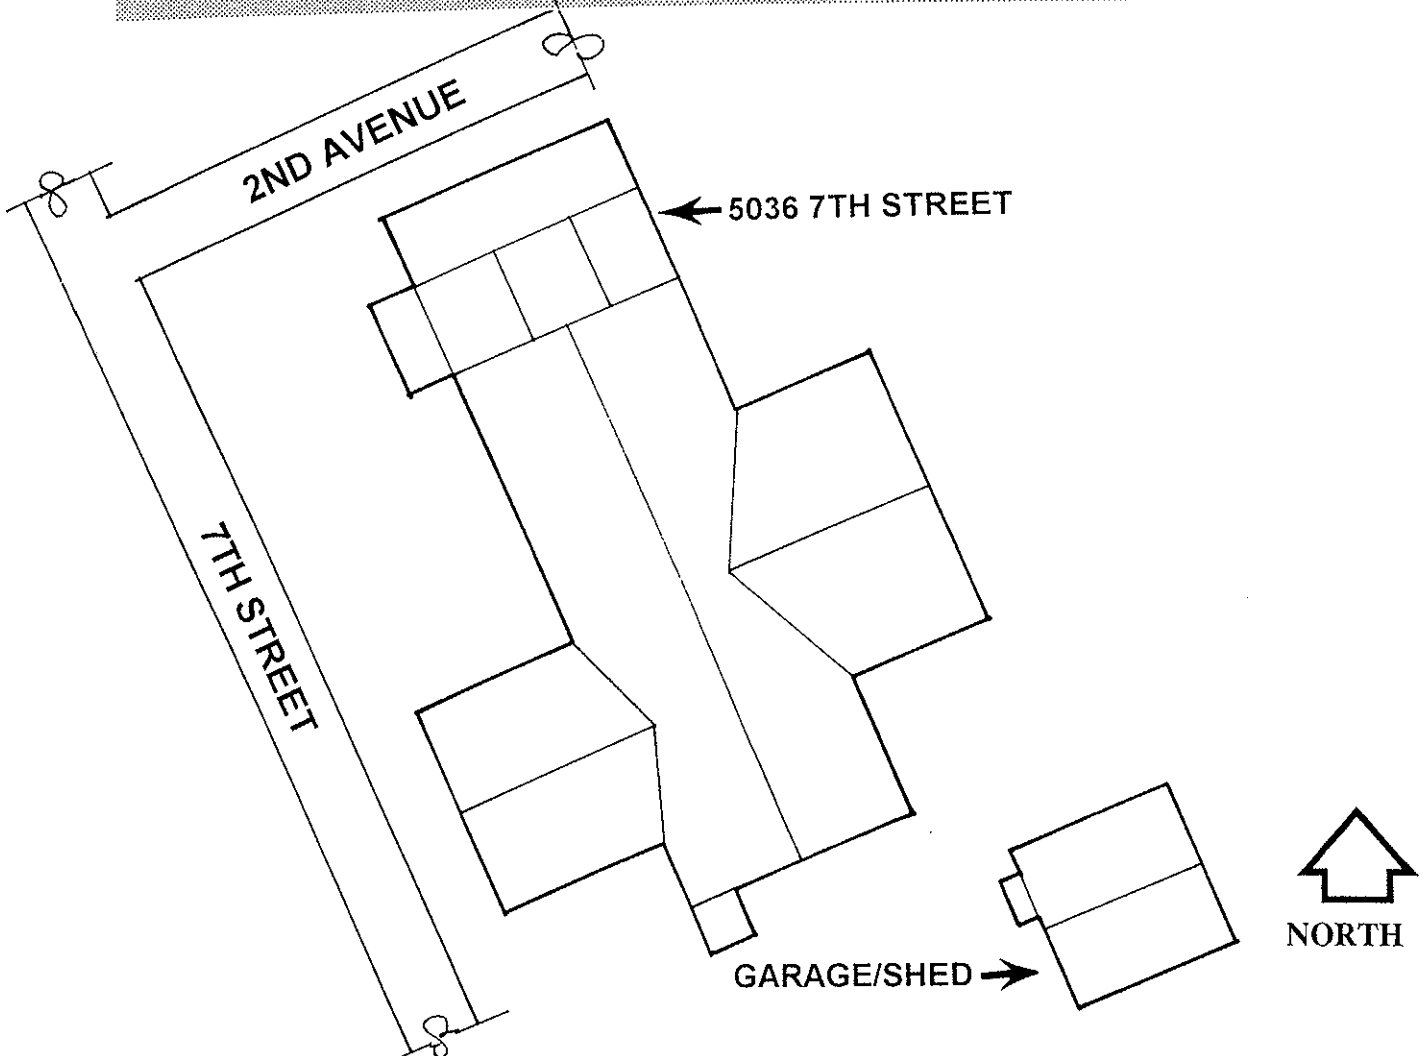 2ND AVENUE
5036 7TH STREET
7TH STREET
NORTH
GARAGE/SHED